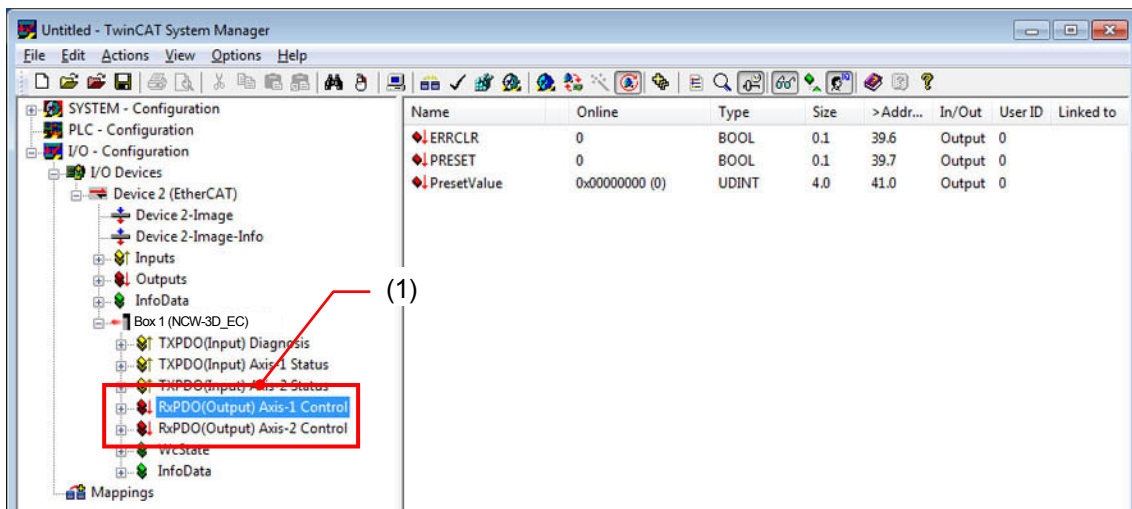 Untitled - TwinCAT System Manager
File Edit Actions View Options Help
SYSTEM - Configuration
PLC - Configuration
I/O - Configuration
I/O Devices
Device 2 (EtherCAT)
Device 2-Image
Device 2-Image-Info
Inputs
Outputs
InfoData
Box 1 (NCW-3D_EC)
TXPDO(Input) Diagnosis
TXPDO(Input) Axis-1 Status
TXPDO(Input) Axis-2 Status
RxPDO(Output) Axis-1 Control
RxPDO(Output) Axis-2 Control
WcState
InfoData
Mappings
(1)
Name Online Type Size >Addr... In/Out User ID Linked to
ERRCLR 0 BOOL 0.1 39.6 Output 0
PRESET 0 BOOL 0.1 39.7 Output 0
PresetValue 0x00000000 (0) UDINT 4.0 41.0 Output 0